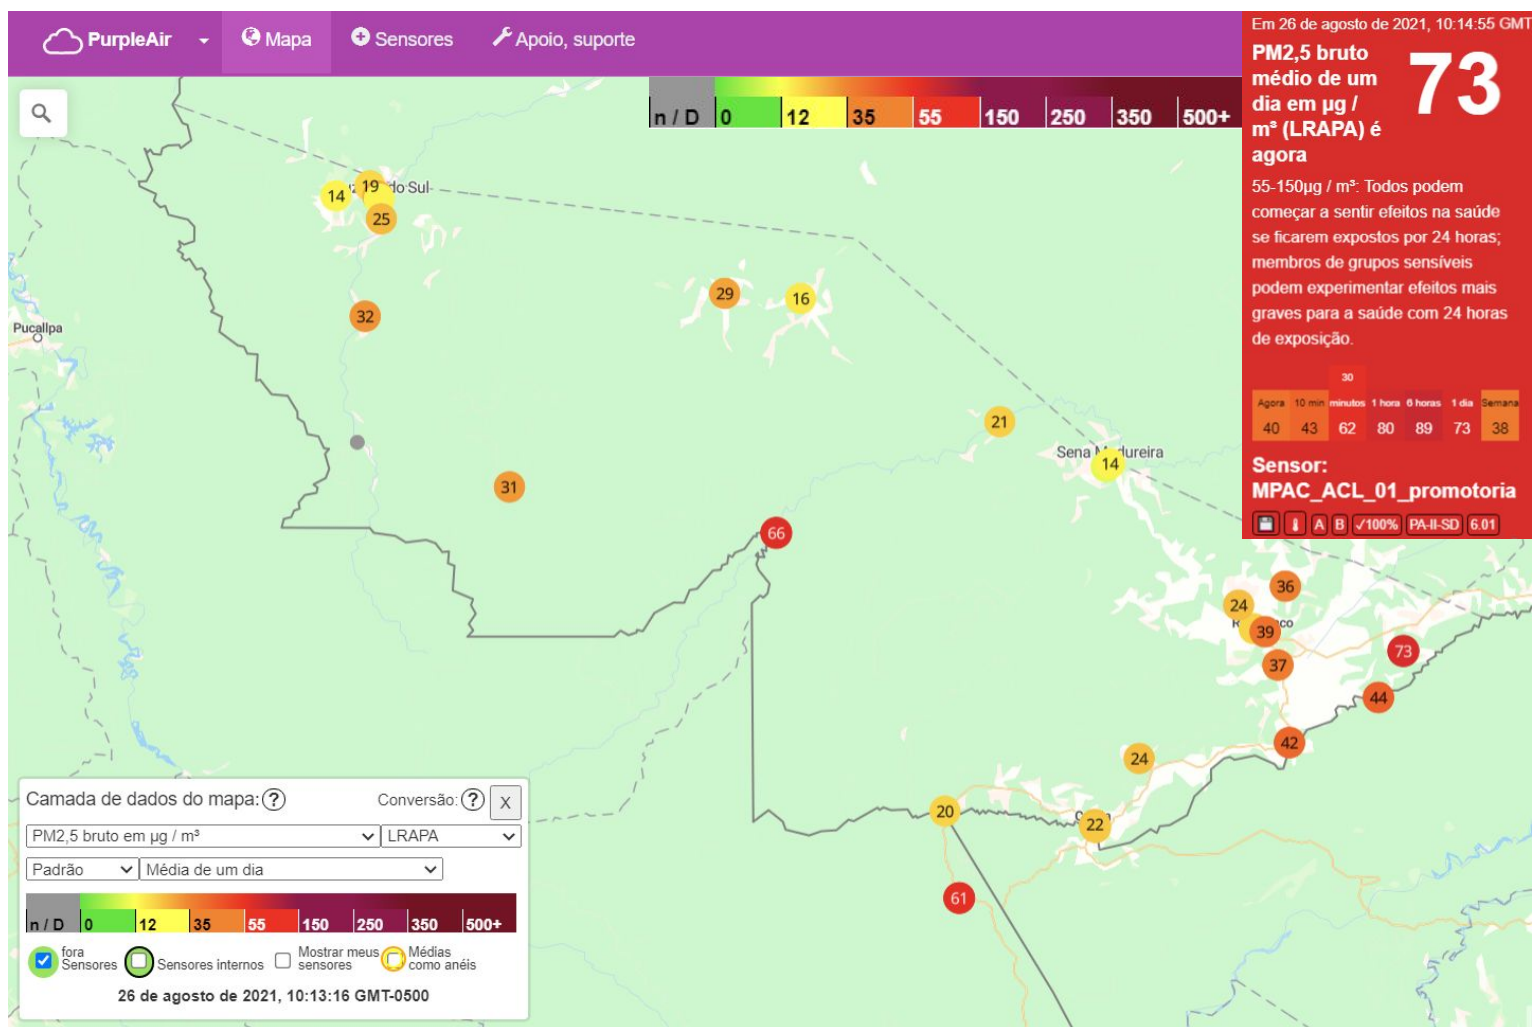 PurpleAir
Mapa
Sensores
Apoio, suporte
n / D 0 12 35 55 150 250 350 500+
Em 26 de agosto de 2021, 10:14:55 GMT
PM2,5 bruto
médio de um
dia em µg /
m³ (LRAPA) é
agora
73
55-150µg / m³: Todos podem
começar a sentir efeitos na saúde
se ficarem expostos por 24 horas;
membros de grupos sensíveis
podem experimentar efeitos mais
graves para a saúde com 24 horas
de exposição.
30
Agora 10 min minutos 1 hora 6 horas 1 dia Semana
40 43 62 80 89 73 38
Sensor:
MPAC_ACL_01_promotoria
A B ✓100% PA-II-SD 6.01
14
19
do Sul
25
32
Pucallpa
29
16
21
Sena Madureira
14
31
66
36
24
39
37
73
44
42
24
20
22
61
Camada de dados do mapa: ?
Conversão: ? X
PM2,5 bruto em µg / m³
LRAPA
Padrão
Média de um dia
n / D 0 12 35 55 150 250 350 500+
fora
Sensores
Sensores internos
Mostrar meus
sensores
Médias
como anéis
26 de agosto de 2021, 10:13:16 GMT-0500